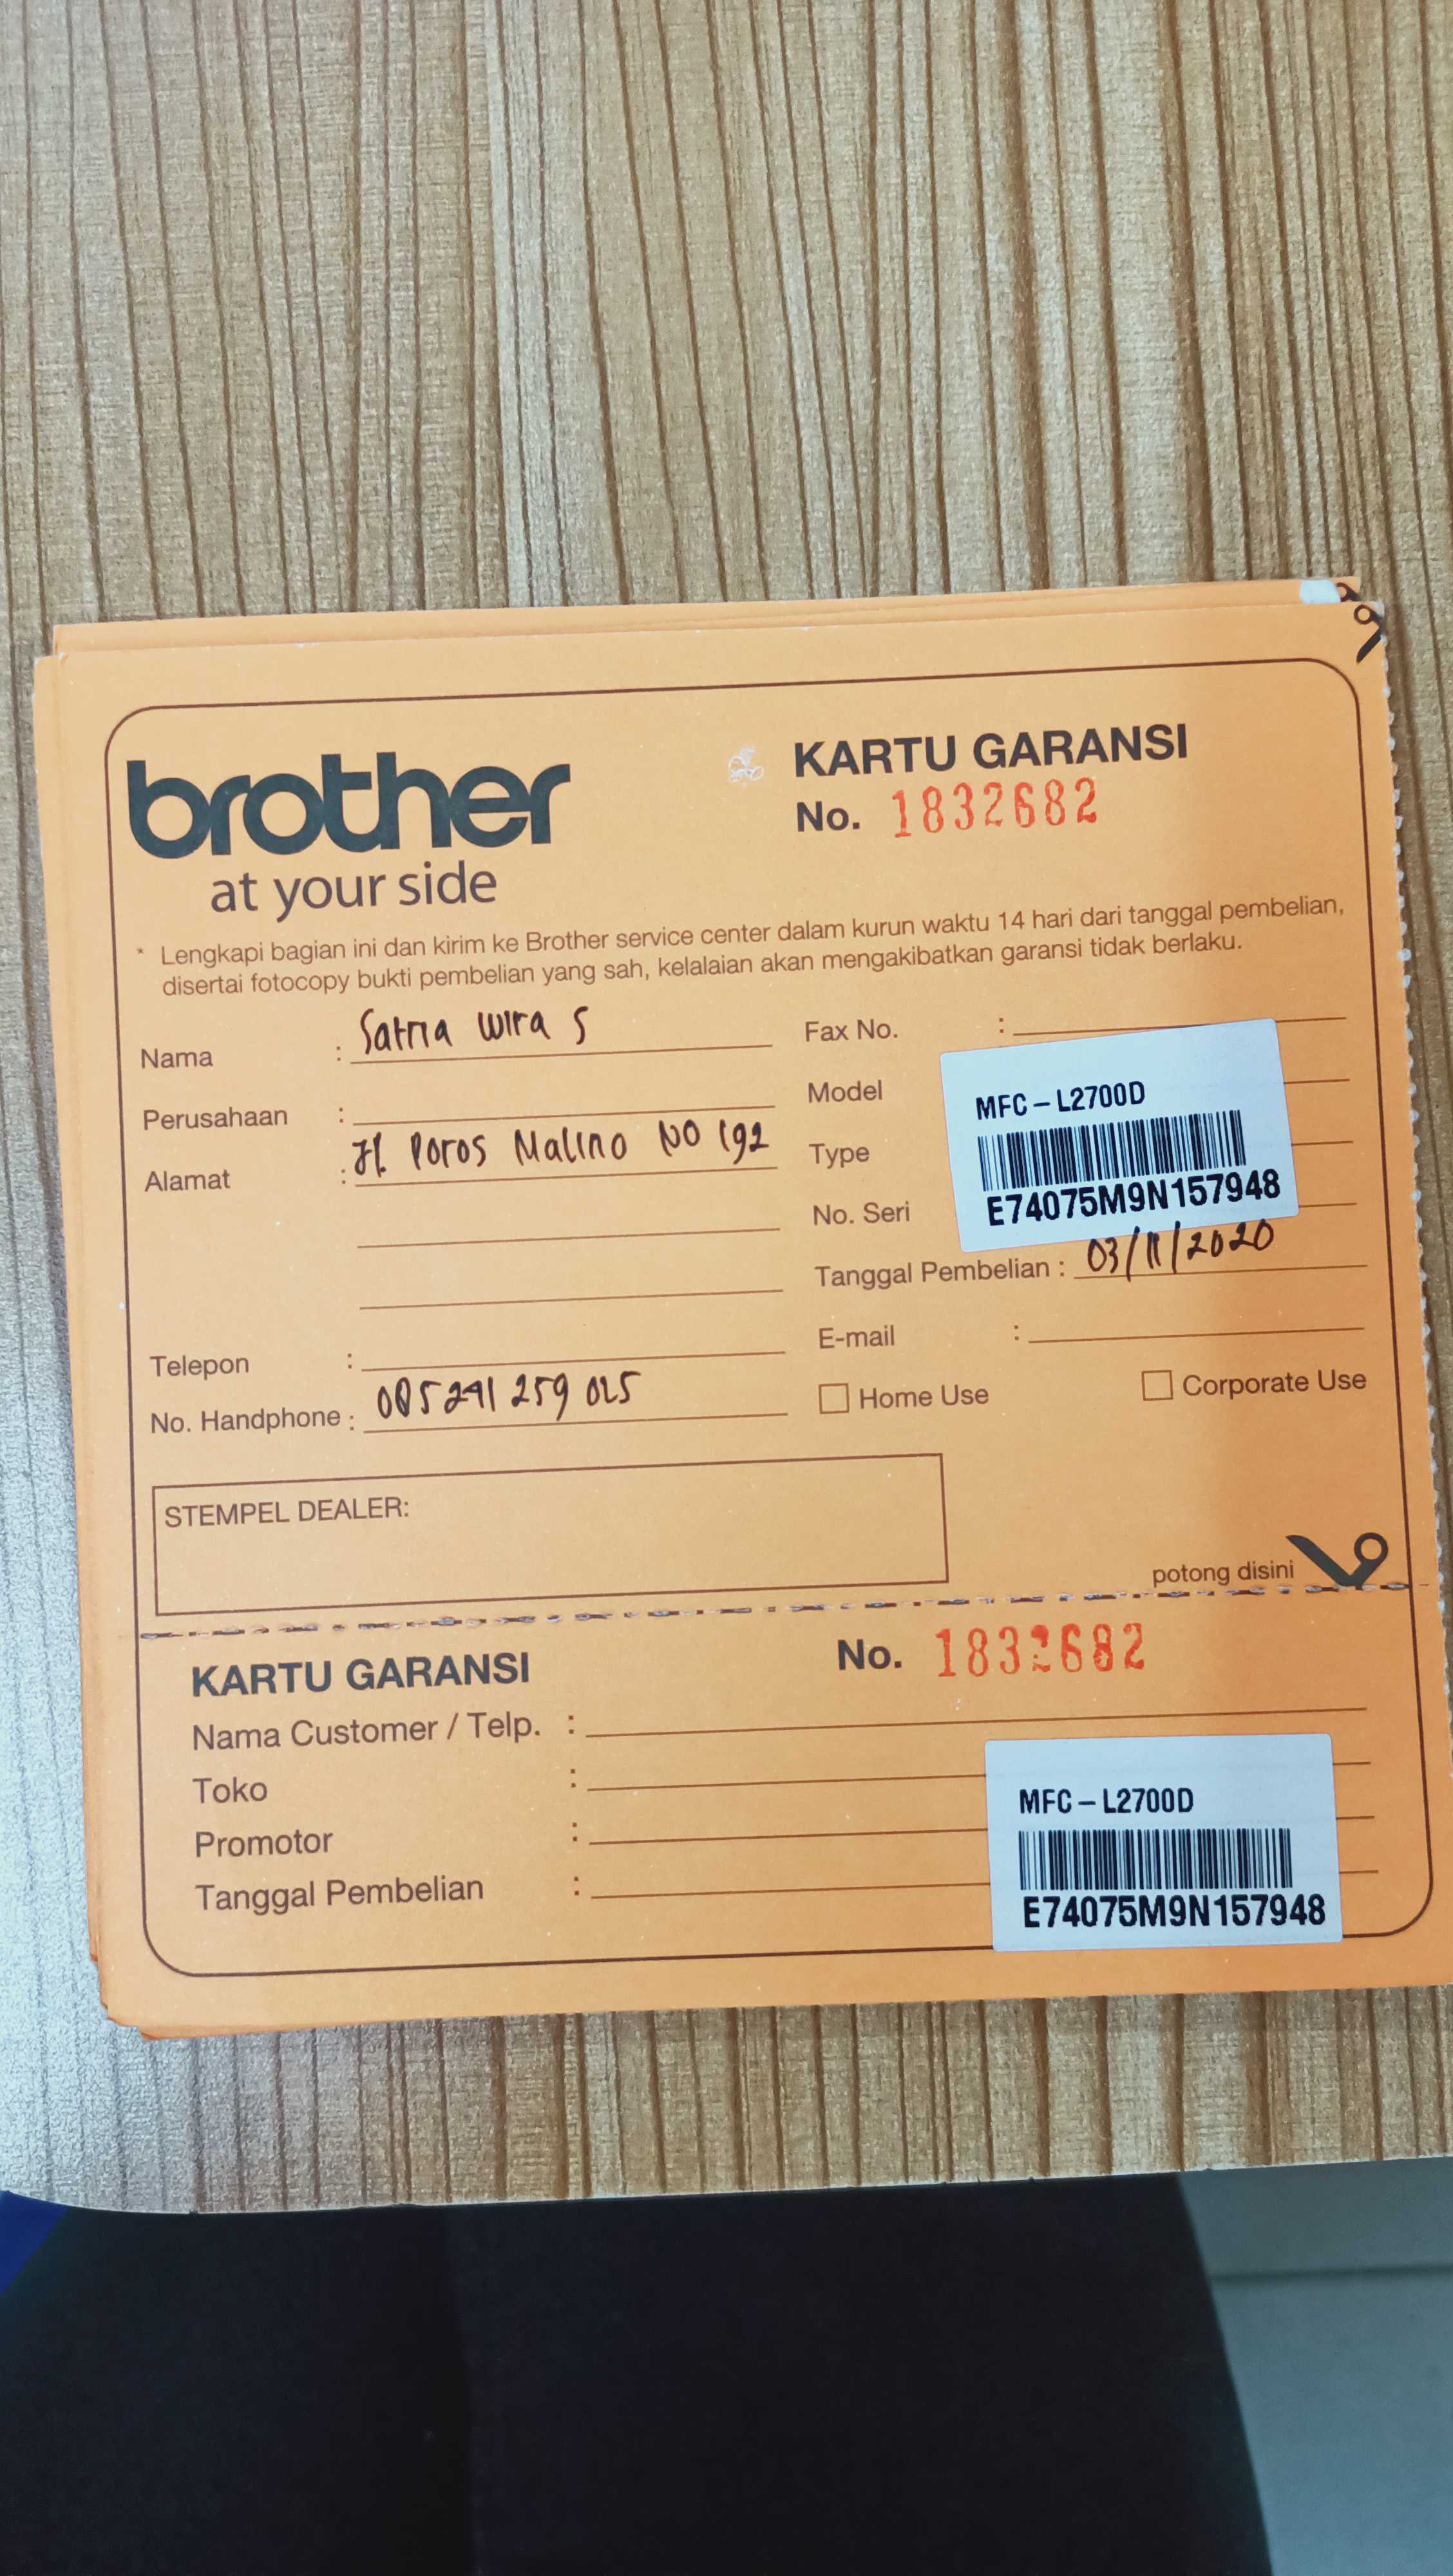 brother
at your side
KARTU GARANSI
No. 1832682
* Lengkapi bagian ini dan kirim ke Brother service center dalam kurun waktu 14 hari dari tanggal pembelian,
disertai fotocopy bukti pembelian yang sah, kelalaian akan mengakibatkan garansi tidak berlaku.
Nama : Satria Wira S
Perusahaan :
Alamat : Jl. Poros Malino NO 192
Telepon :
No. Handphone : 085241259025
Fax No. :
Model
Type
No. Seri
MFC-L2700D
E74075M9N157948
Tanggal Pembelian : 03/11/2020
E-mail :
Home Use
Corporate Use
STEMPEL DEALER:
potong disini
KARTU GARANSI
No. 1832682
Nama Customer / Telp. :
Toko :
Promotor :
Tanggal Pembelian :
MFC-L2700D
E74075M9N157948